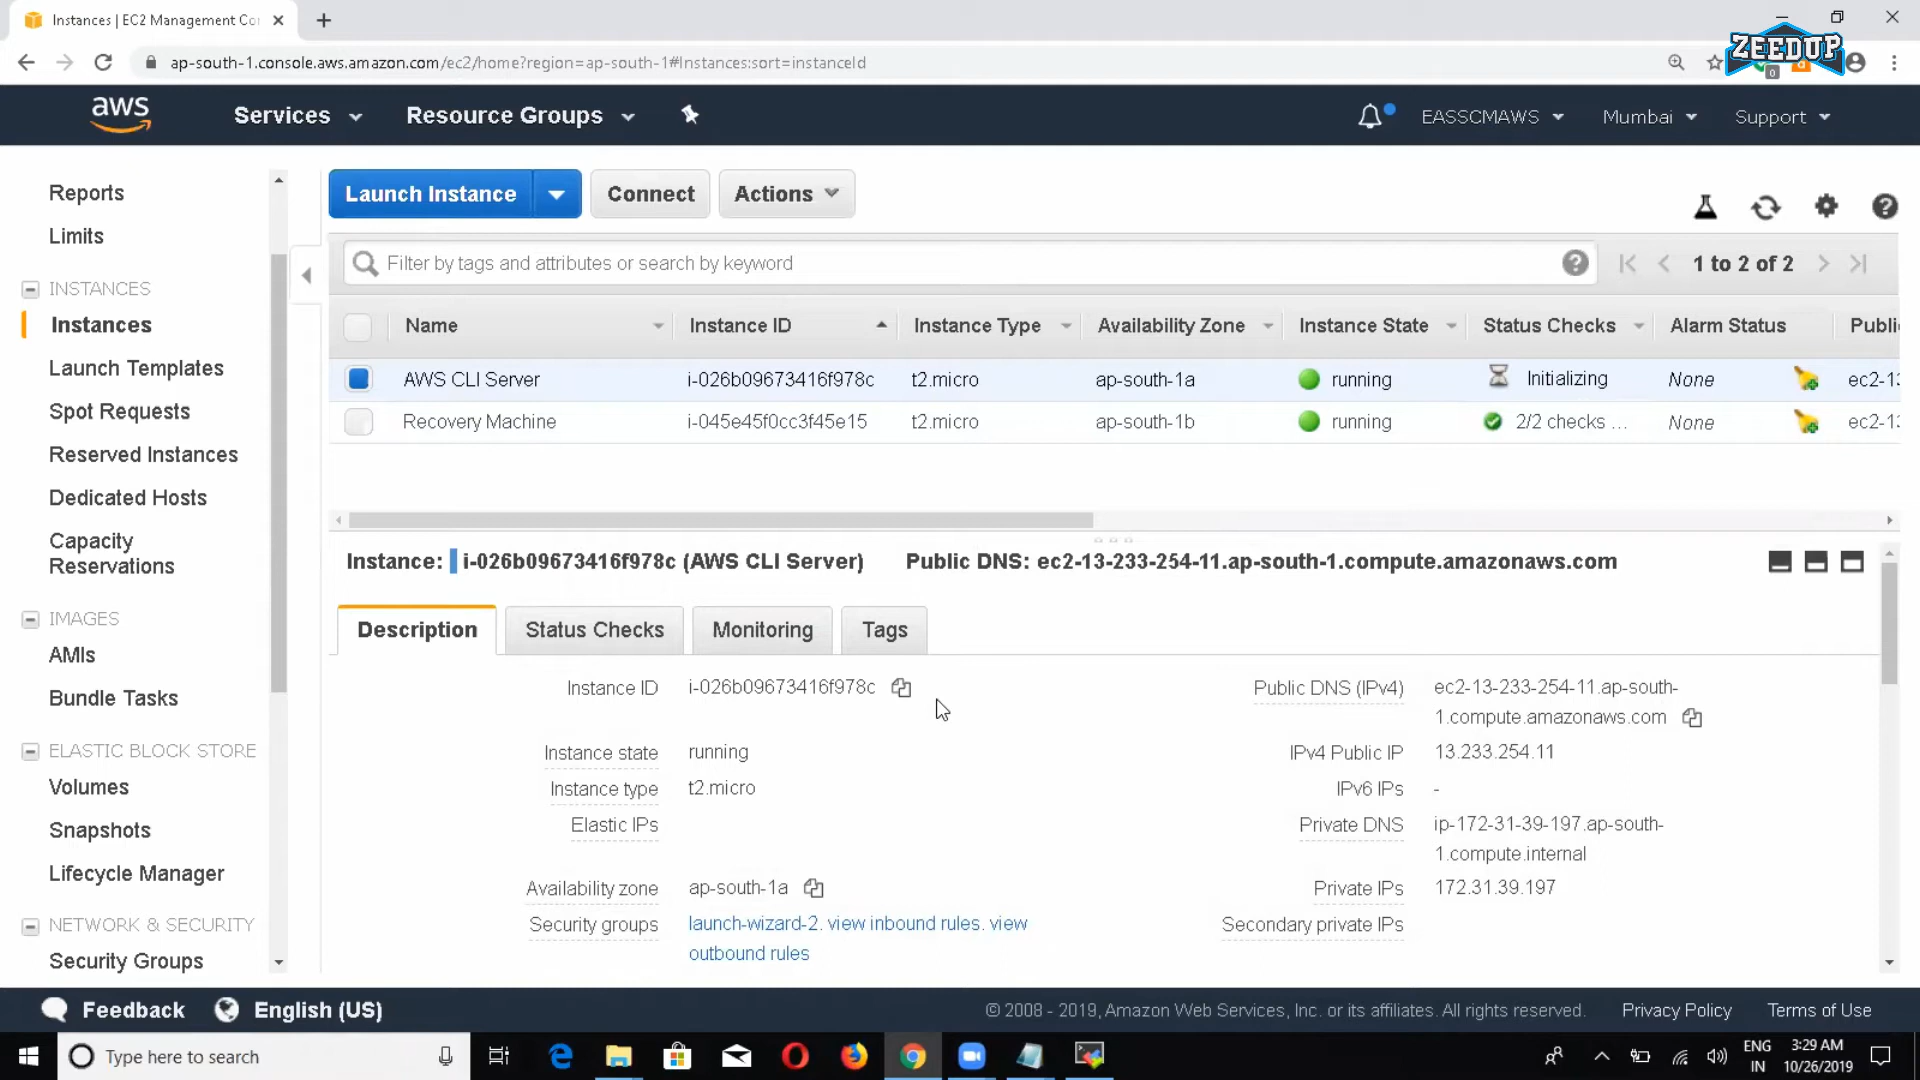 Instances | EC2 Management Co
ZEEDUP
ap-south-1.console.aws.amazon.com/ec2/home?region=ap-south-1#Instances:sort=instanceId
0
aws
Services
Resource Groups
EASSCMAWS
Mumbai
Support
Reports
Limits
INSTANCES
Instances
Launch Templates
Spot Requests
Reserved Instances
Dedicated Hosts
Capacity
Reservations
IMAGES
AMIs
Bundle Tasks
ELASTIC BLOCK STORE
Volumes
Snapshots
Lifecycle Manager
NETWORK & SECURITY
Security Groups
Launch Instance
Connect
Actions
Filter by tags and attributes or search by keyword
1 to 2 of 2
Name Instance ID Instance Type Availability Zone Instance State Status Checks Alarm Status Publi
AWS CLI Server i-026b09673416f978c t2.micro ap-south-1a running Initializing None ec2-13
Recovery Machine i-045e45f0cc3f45e15 t2.micro ap-south-1b running 2/2 checks ... None ec2-13
Instance: i-026b09673416f978c (AWS CLI Server) Public DNS: ec2-13-233-254-11.ap-south-1.compute.amazonaws.com
Description Status Checks Monitoring Tags
Instance ID i-026b09673416f978c
Instance state running
Instance type t2.micro
Elastic IPs
Availability zone ap-south-1a
Security groups launch-wizard-2. view inbound rules. view
outbound rules
Public DNS (IPv4) ec2-13-233-254-11.ap-south-
1.compute.amazonaws.com
IPv4 Public IP 13.233.254.11
IPv6 IPs -
Private DNS ip-172-31-39-197.ap-south-
1.compute.internal
Private IPs 172.31.39.197
Secondary private IPs
Feedback
English (US)
© 2008 - 2019, Amazon Web Services, Inc. or its affiliates. All rights reserved.
Privacy Policy
Terms of Use
Type here to search
ENG
IN
3:29 AM
10/26/2019